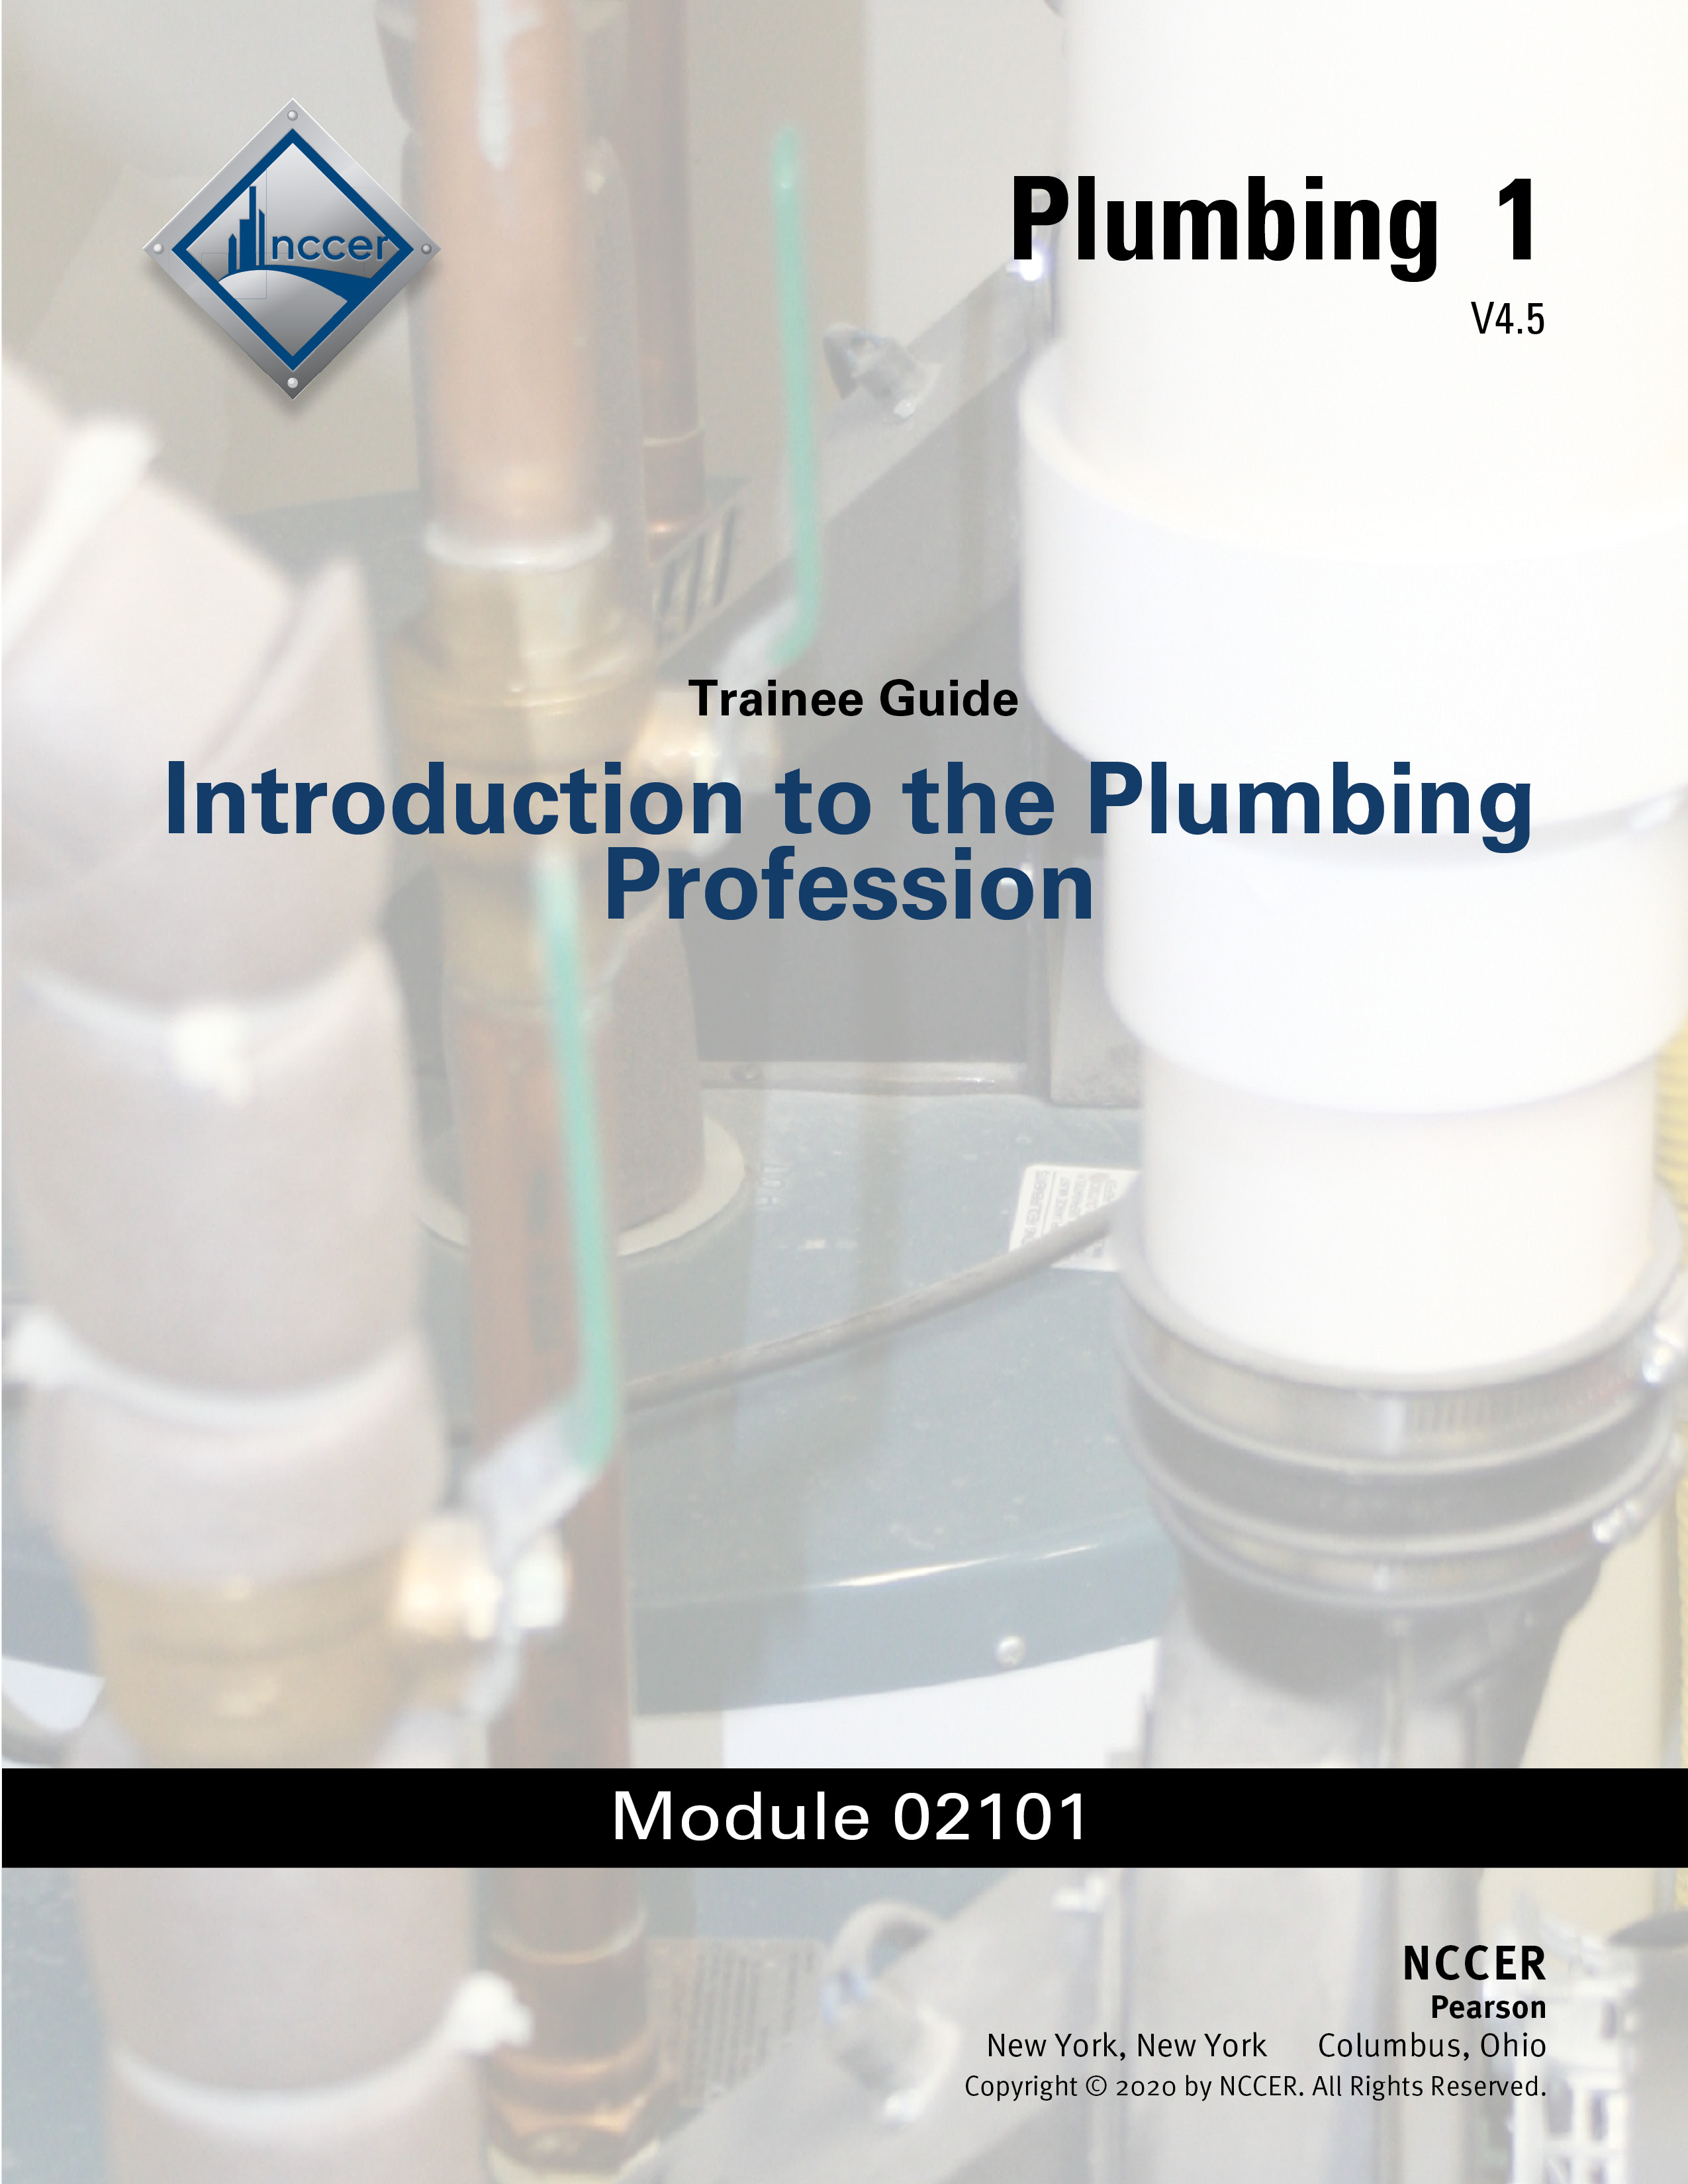 nccer
Plumbing 1
V4.5
Trainee Guide
Introduction to the Plumbing
Profession
HOT
Module 02101
NCCER
Pearson
New York, New York Columbus, Ohio
Copyright © 2020 by NCCER. All Rights Reserved.